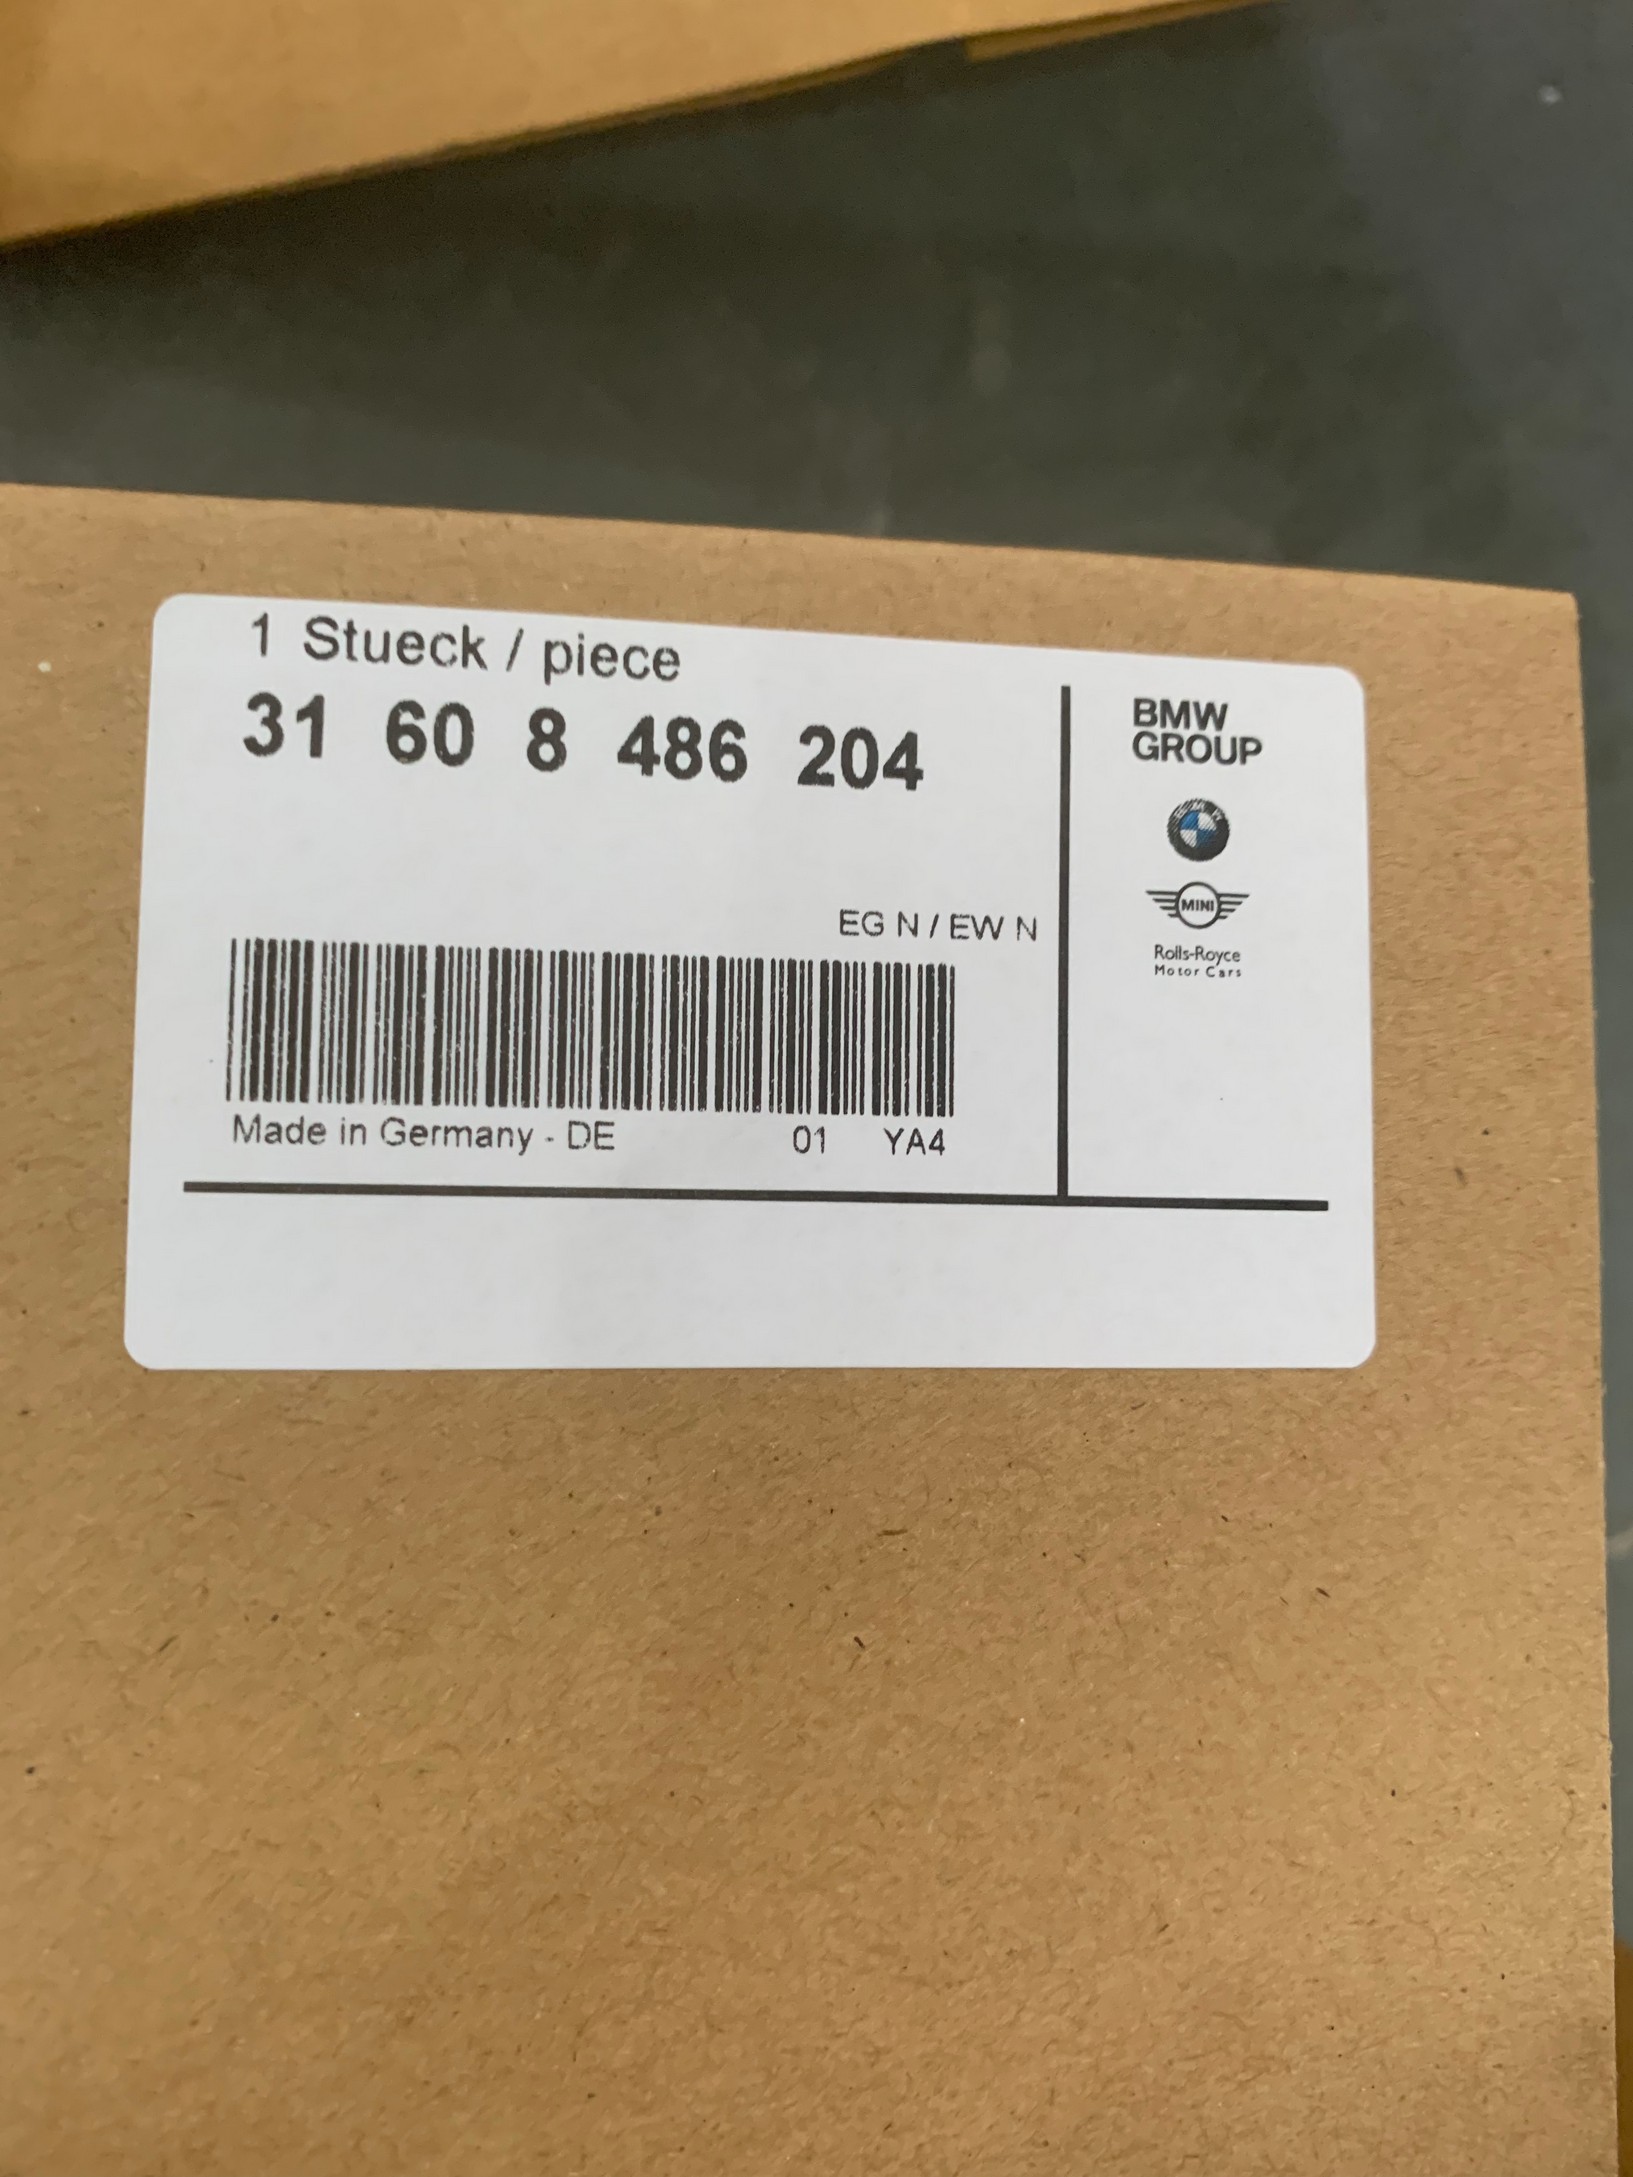 1 Stueck / piece
31 60 8 486 204
BMW
GROUP
MINI
Rolls-Royce
Motor Cars
EG N / EW N
Made in Germany - DE 01 YA4